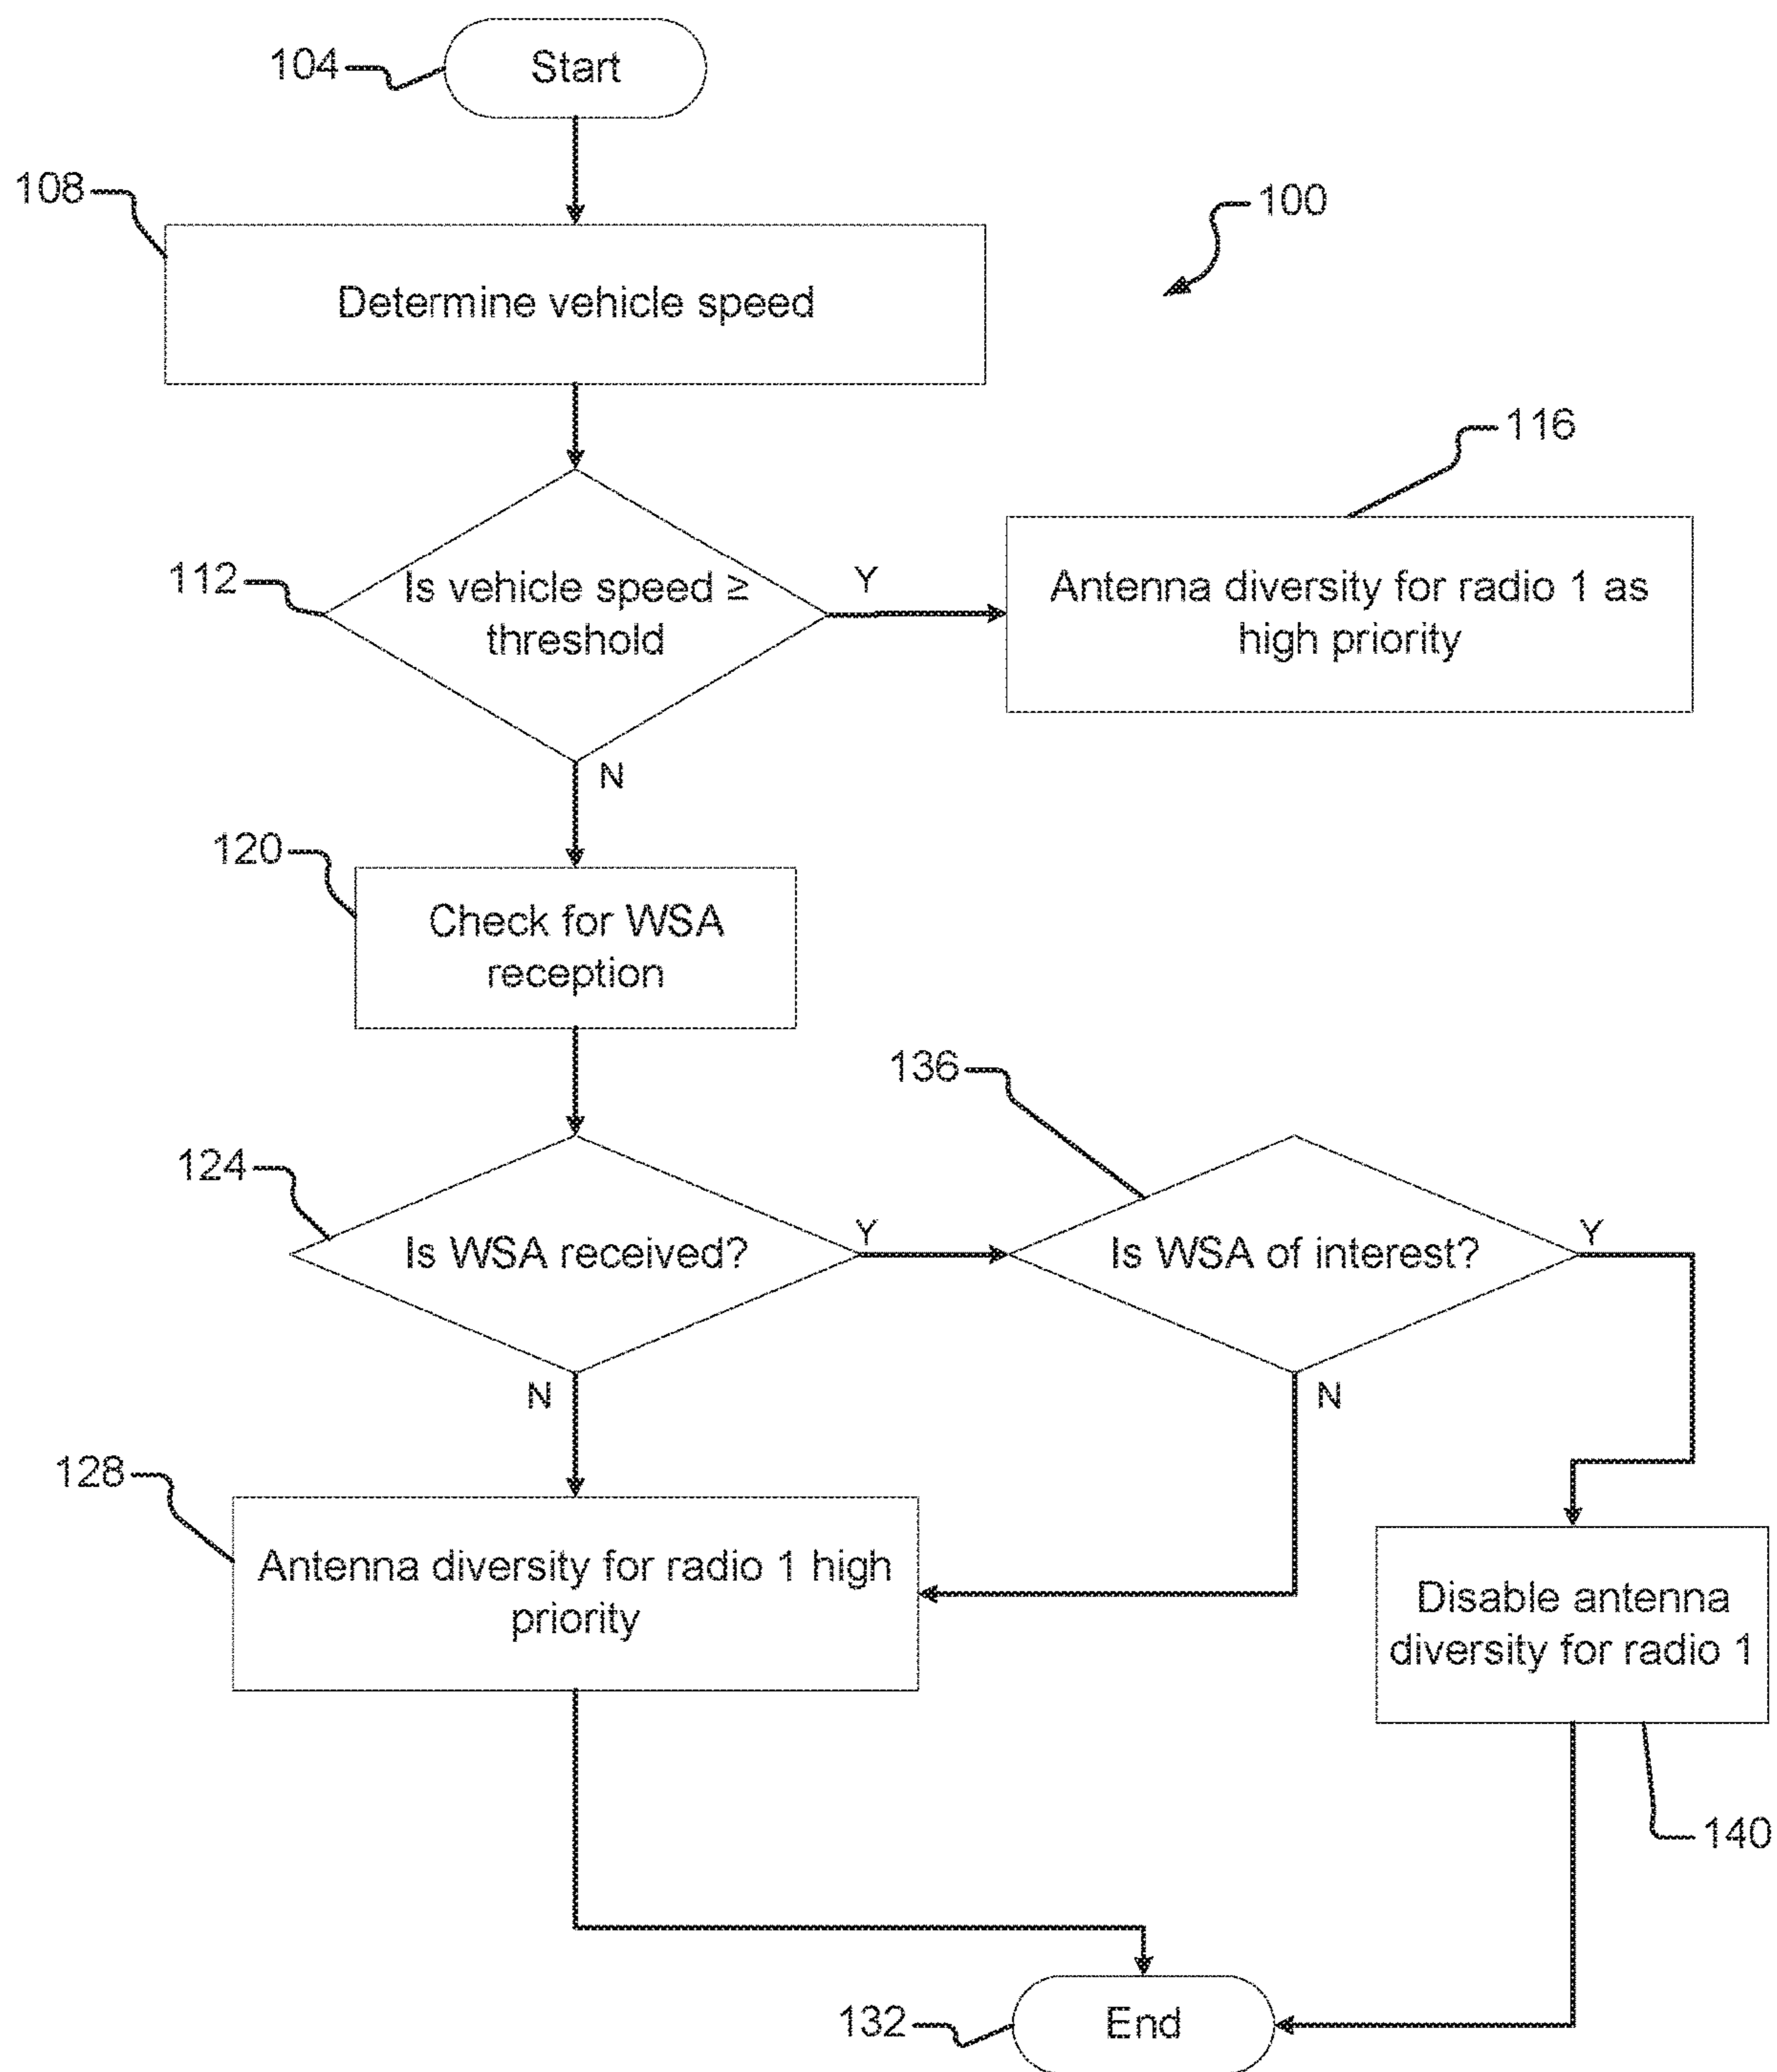 104
Start
108
100
Determine vehicle speed
116
112
Is vehicle speed ≥
threshold
Y
Antenna diversity for radio 1 as
high priority
N
120
Check for WSA
reception
136
124
Is WSA received?
Y
Is WSA of interest?
Y
N
N
128
Antenna diversity for radio 1 high
priority
Disable antenna
diversity for radio 1
140
132
End